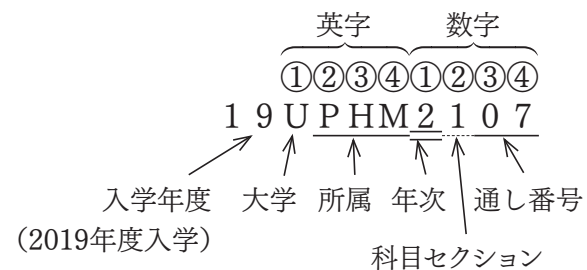 英字 数字
①②③④①②③④
19UPHM2107
入学年度 大学 所属 年次 通し番号
（2019年度入学）
科目セクション